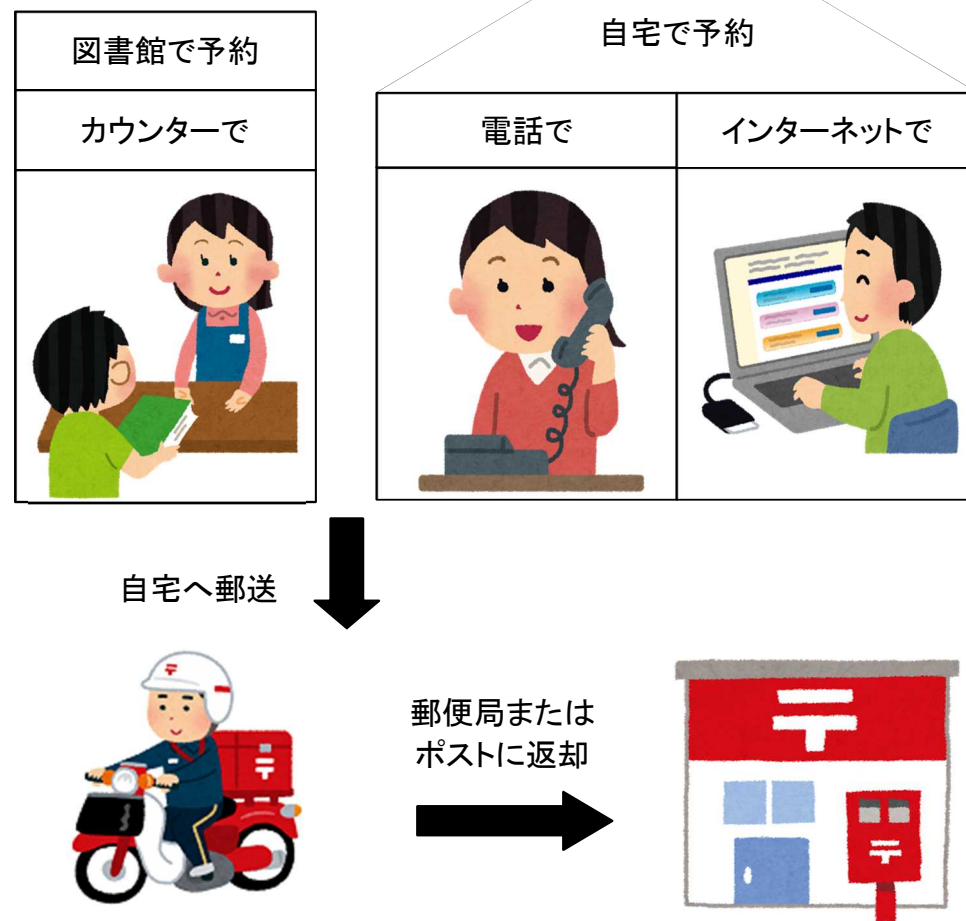 図書館で予約
カウンターで
自宅で予約
電話で
インターネットで
自宅へ郵送
郵便局または
ポストに返却